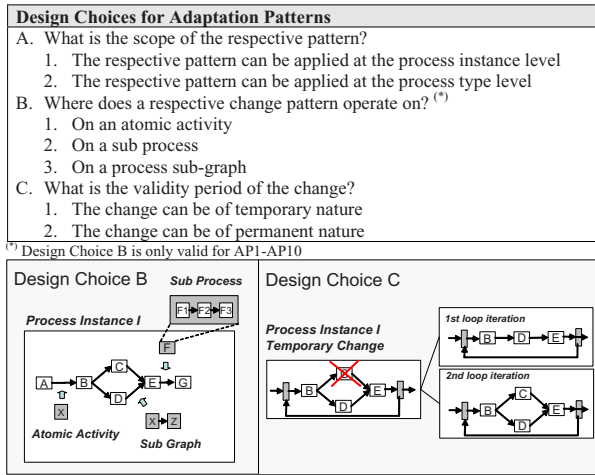 Design Choices for Adaptation Patterns
A. What is the scope of the respective pattern?
1. The respective pattern can be applied at the process instance level
2. The respective pattern can be applied at the process type level
B. Where does a respective change pattern operate on? (*)
1. On an atomic activity
2. On a sub process
3. On a process sub-graph
C. What is the validity period of the change?
1. The change can be of temporary nature
2. The change can be of permanent nature
(*) Design Choice B is only valid for AP1-AP10
Design Choice B
Sub Process
F1 F2 F3
Process Instance I
F
C
A B E G
D
X
X Z
Atomic Activity
Sub Graph
Design Choice C
Process Instance I
Temporary Change
B E
D
1st loop iteration
B D E
2nd loop iteration
C
B E
D